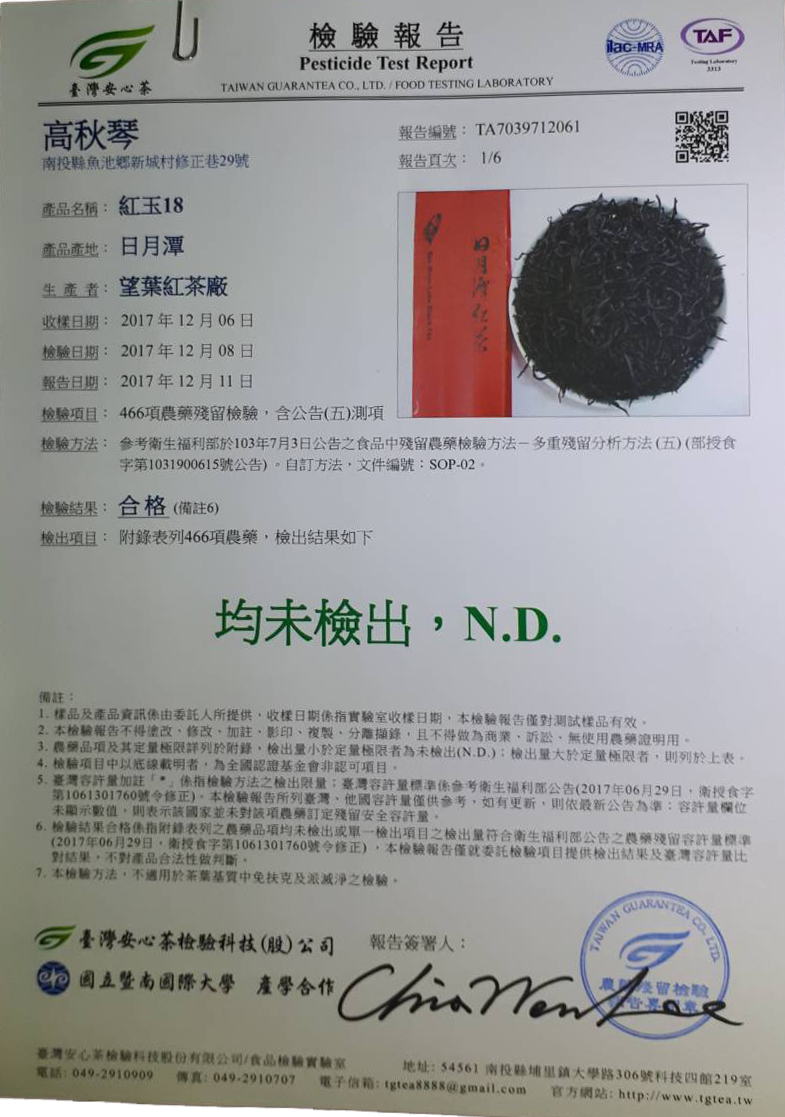 臺灣安心茶
檢驗報告
Pesticide Test Report
TAIWAN GUARANTEA CO., LTD. / FOOD TESTING LABORATORY
ilac-MRA
TAF
Testing Laboratory
3313
高秋琴
南投縣魚池鄉新城村修正巷29號
報告編號： TA7039712061
報告頁次： 1/6
產品名稱： 紅玉18
產品產地： 日月潭
生 產 者： 望葉紅茶廠
收樣日期： 2017 年 12 月 06 日
檢驗日期： 2017 年 12 月 08 日
報告日期： 2017 年 12 月 11 日
日月潭紅茶
檢驗項目： 466項農藥殘留檢驗，含公告(五)測項
檢驗方法： 參考衛生福利部於103年7月3日公告之食品中殘留農藥檢驗方法－多重殘留分析方法 (五) (部授食
字第1031900615號公告) 。自訂方法，文件編號：SOP-02。
檢驗結果： 合格 (備註6)
檢出項目： 附錄表列466項農藥，檢出結果如下
均未檢出，N.D.
備註：
1. 樣品及產品資訊係由委託人所提供，收樣日期係指實驗室收樣日期，本檢驗報告僅對測試樣品有效。
2. 本檢驗報告不得塗改、修改、加註、影印、複製、分離擷錄，且不得做為商業、訴訟、無使用農藥證明用。
3. 農藥品項及其定量極限詳列於附錄，檢出量小於定量極限者為未檢出(N.D.)；檢出量大於定量極限者，則列於上表。
4. 檢驗項目中以底線載明者，為全國認證基金會非認可項目。
5. 臺灣容許量加註「*」係指檢驗方法之檢出限量；臺灣容許量標準係參考衛生福利部公告(2017年06月29日，衛授食字
第1061301760號令修正)。本檢驗報告所列臺灣、他國容許量僅供參考，如有更新，則依最新公告為準；容許量欄位
未顯示數值，則表示該國家並未對該項農藥訂定殘留安全容許量。
6. 檢驗結果合格係指附錄表列之農藥品項均未檢出或單一檢出項目之檢出量符合衛生福利部公告之農藥殘留容許量標準
(2017年06月29日，衛授食字第1061301760號令修正) ，本檢驗報告僅就委託檢驗項目提供檢出結果及臺灣容許量比
對結果，不對產品合法性做判斷。
7. 本檢驗方法，不適用於茶葉基質中免扶克及派滅淨之檢驗。
臺灣安心茶檢驗科技(股)公司
國立暨南國際大學 產學合作
報告簽署人：
Chia Wen Lee
TAIWAN GUARANTEA CO., LTD.
農藥殘留檢驗
報告專用章
臺灣安心茶檢驗科技股份有限公司/食品檢驗實驗室
地址: 54561 南投縣埔里鎮大學路306號科技四館219室
電話: 049-2910909 傳真: 049-2910707 電子信箱: tgtea8888@gmail.com 官方網站: http://www.tgtea.tw